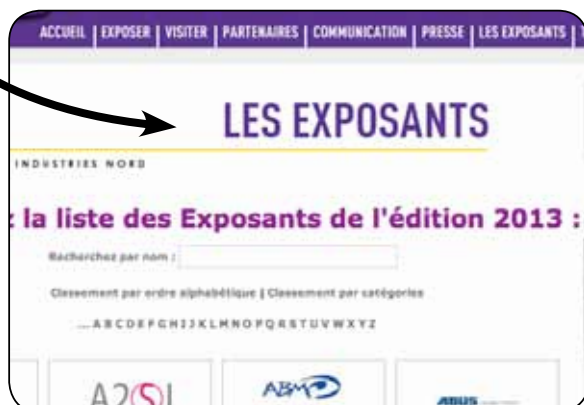 ACCUEIL | EXPOSER | VISITER | PARTENAIRES | COMMUNICATION | PRESSE | LES EXPOSANTS |
LES EXPOSANTS
INDUSTRIES NORD
la liste des Exposants de l'édition 2013 :
Recherchez par nom :
Classement par ordre alphabétique | Classement par catégories
... A B C D E F G H I J K L M N O P Q R S T U V W X Y Z
A2SI ABM ABUS